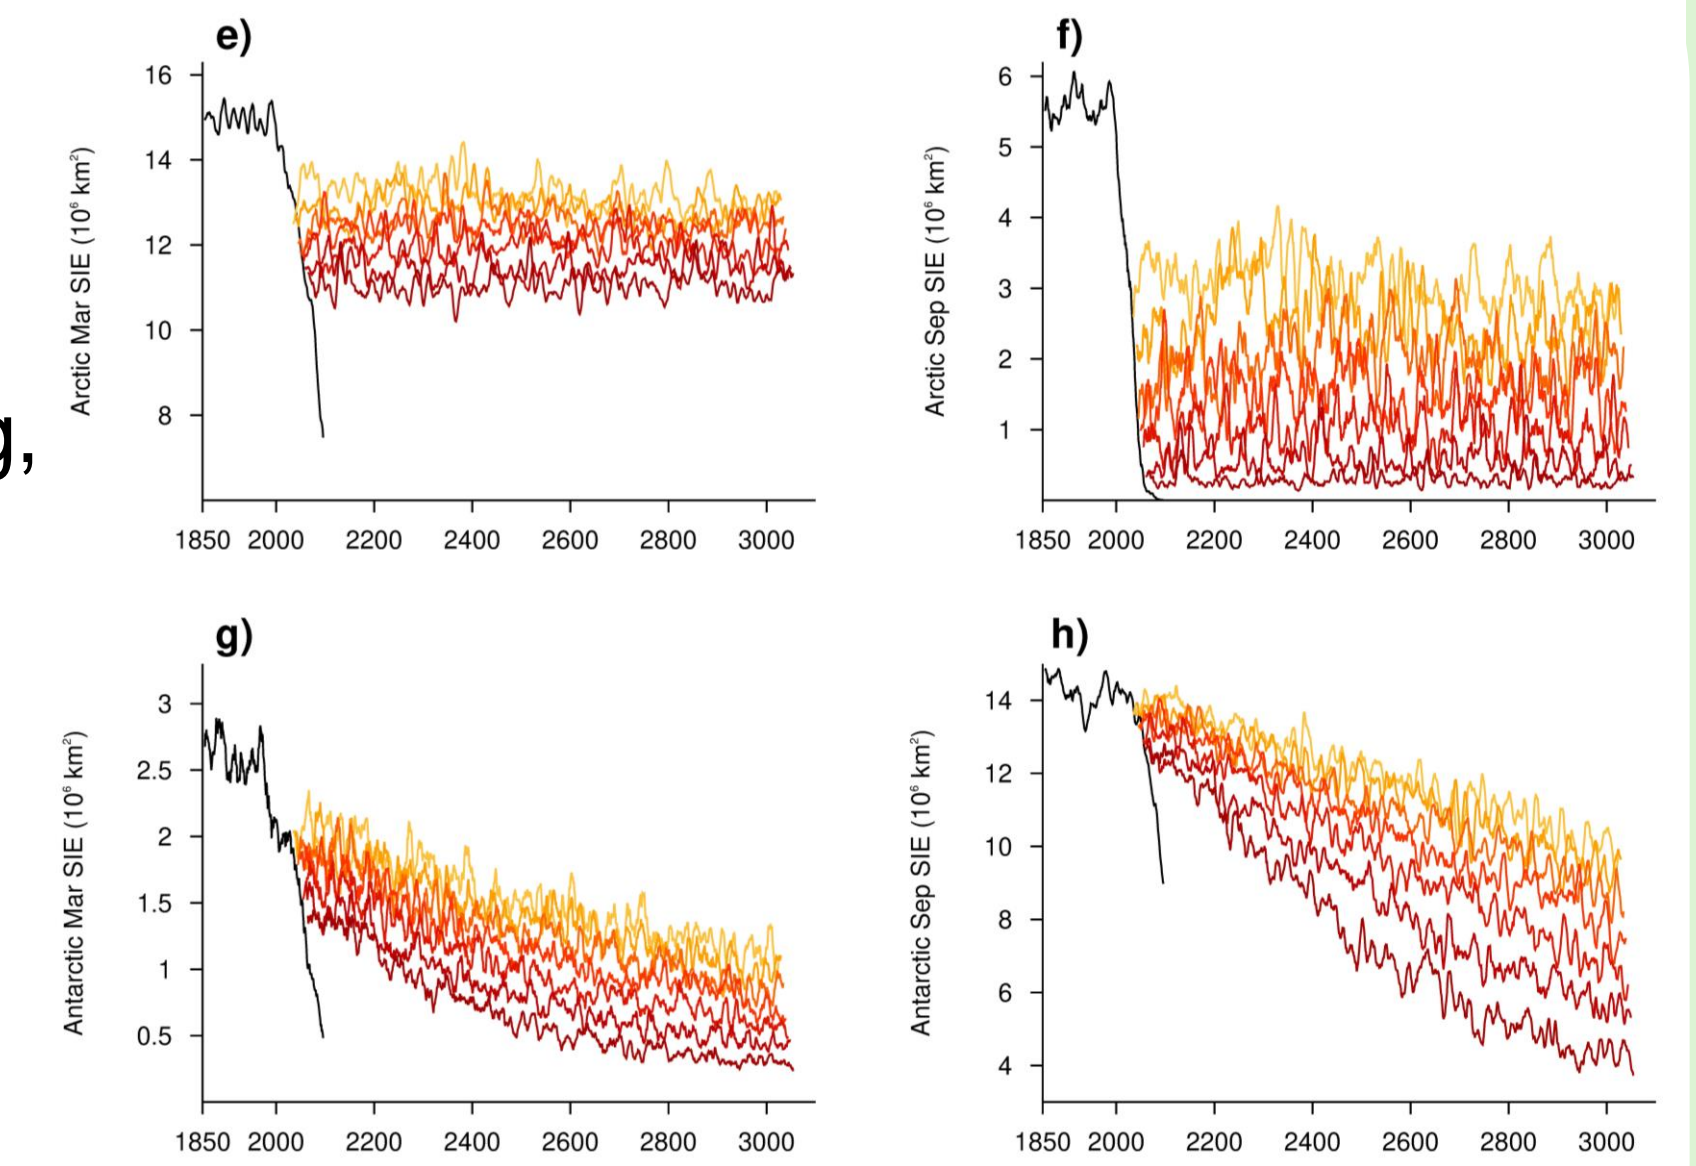 e)
Arctic Mar SIE (10⁶ km²)
16
14
12
10
8
1850 2000 2200 2400 2600 2800 3000
f)
Arctic Sep SIE (10⁶ km²)
6
5
4
3
2
1
1850 2000 2200 2400 2600 2800 3000
g,
g)
Antarctic Mar SIE (10⁶ km²)
3
2.5
2
1.5
1
0.5
1850 2000 2200 2400 2600 2800 3000
h)
Antarctic Sep SIE (10⁶ km²)
14
12
10
8
6
4
1850 2000 2200 2400 2600 2800 3000